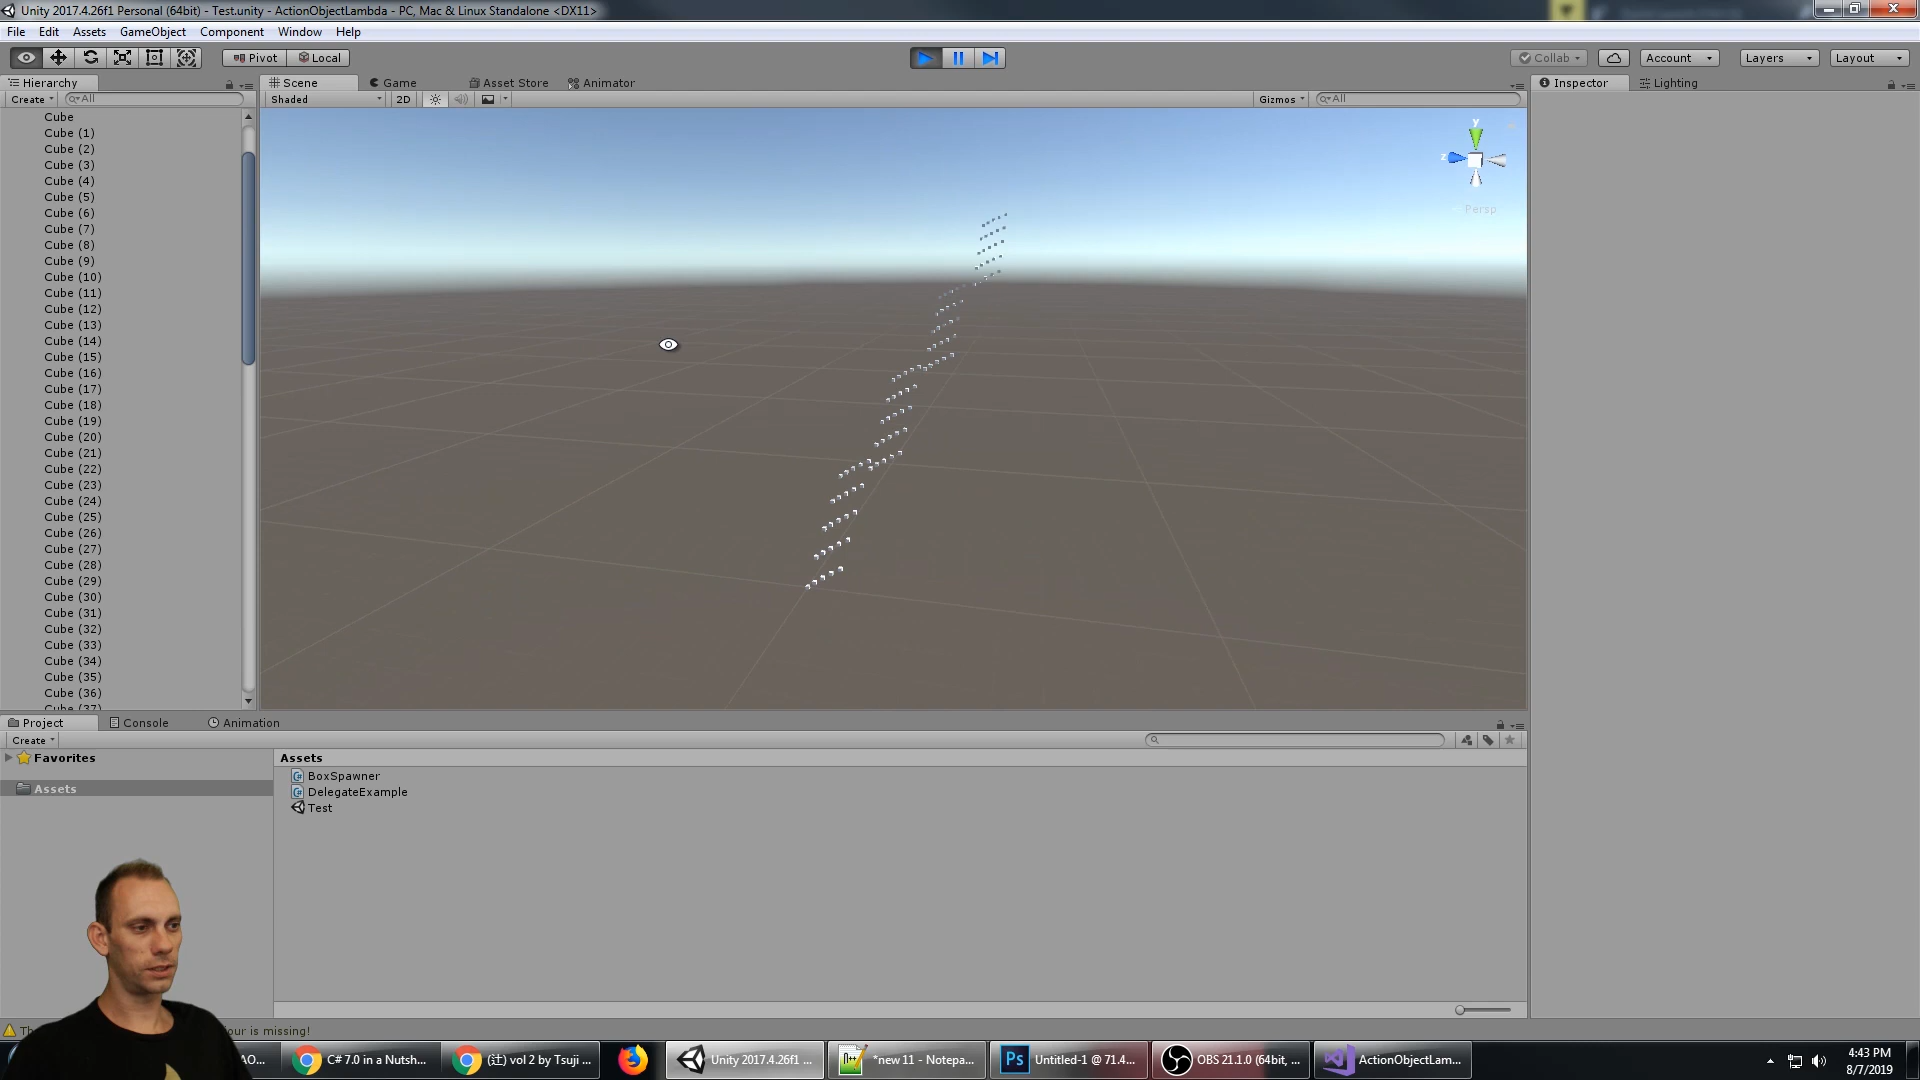 Unity 2017.4.26f1 Personal (64bit) - Test.unity - ActionObjectLambda - PC, Mac & Linux Standalone <DX11>
File Edit Assets GameObject Component Window Help
Pivot Local Collab Account Layers Layout
Hierarchy Scene Game Asset Store Animator Inspector Lighting
Create All Shaded 2D Gizmos All
Cube
Cube (1)
Cube (2)
Cube (3)
Cube (4)
Cube (5)
Cube (6)
Cube (7)
Cube (8)
Cube (9)
Cube (10)
Cube (11)
Cube (12)
Cube (13)
Cube (14)
Cube (15)
Cube (16)
Cube (17)
Cube (18)
Cube (19)
Cube (20)
Cube (21)
Cube (22)
Cube (23)
Cube (24)
Cube (25)
Cube (26)
Cube (27)
Cube (28)
Cube (29)
Cube (30)
Cube (31)
Cube (32)
Cube (33)
Cube (34)
Cube (35)
Cube (36)
Cube (37)
y
z
Persp
Project Console Animation
Create
Favorites
Assets
Assets
BoxSpawner
DelegateExample
Test
is missing!
C# 7.0 in a Nutsh... (辻) vol 2 by Tsuji ... Unity 2017.4.26f1 ... *new 11 - Notepa... Ps Untitled-1 @ 71.4... OBS 21.1.0 (64bit, ... ActionObjectLam...
4:43 PM
8/7/2019